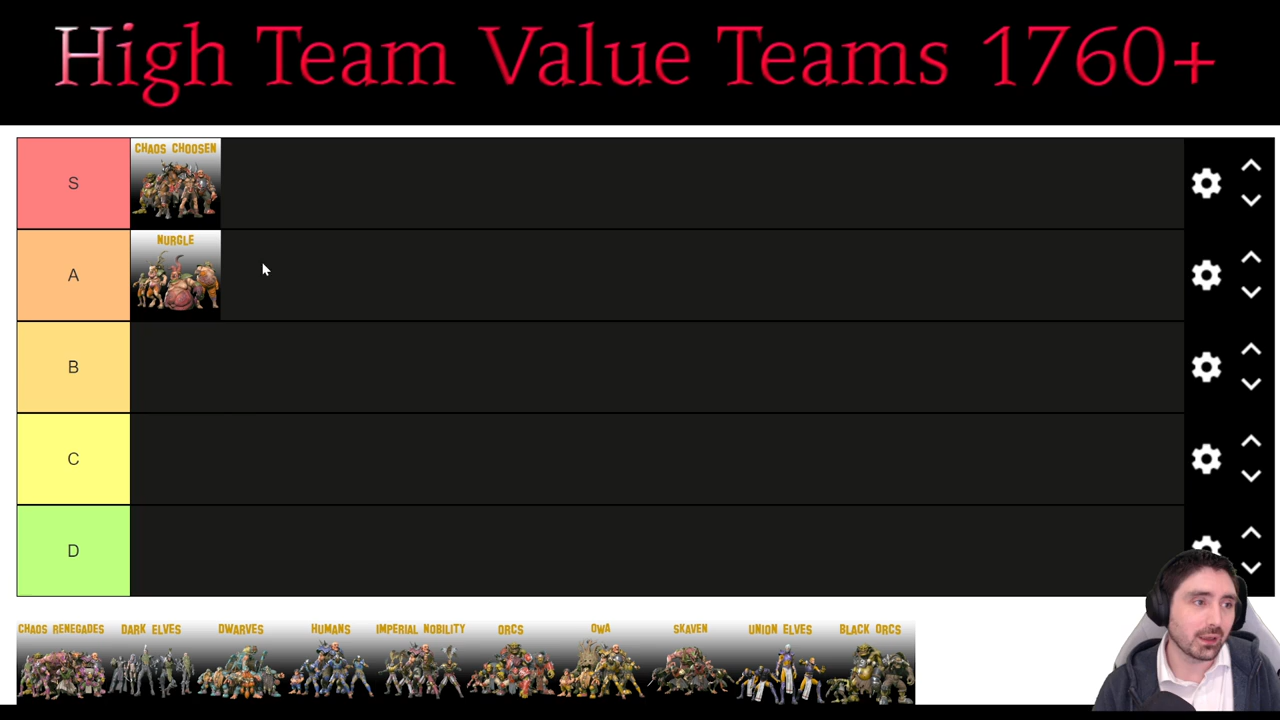 High Team Value Teams 1760+
S
CHAOS CHOOSEN
A
NURGLE
B
C
D
CHAOS RENEGADES
DARK ELVES
DWARVES
HUMANS
IMPERIAL NOBILITY
ORCS
OWA
SKAVEN
UNION ELVES
BLACK ORCS